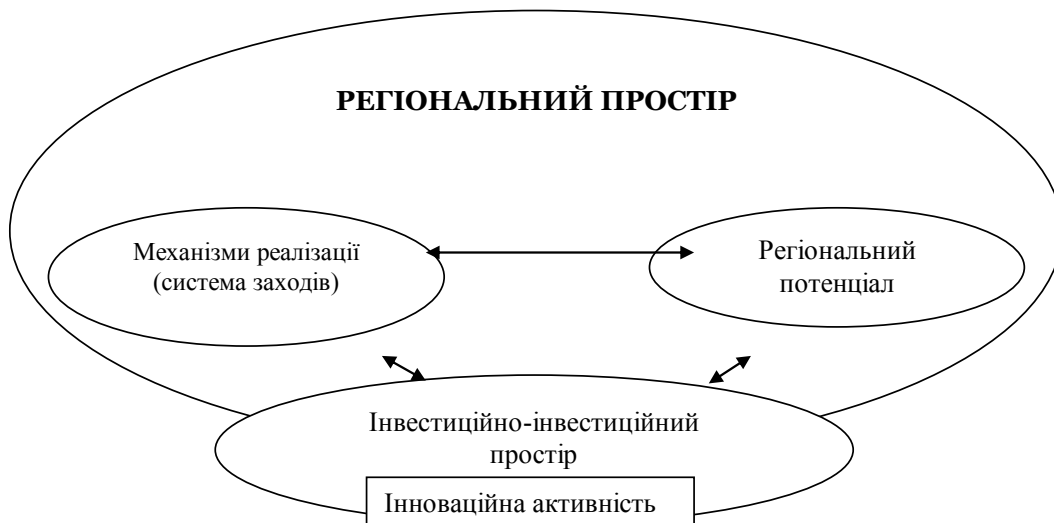 РЕГІОНАЛЬНИЙ ПРОСТІР
Механізми реалізації
(система заходів)
Регіональний
потенціал
Інвестиційно-інвестиційний
простір
Інноваційна активність